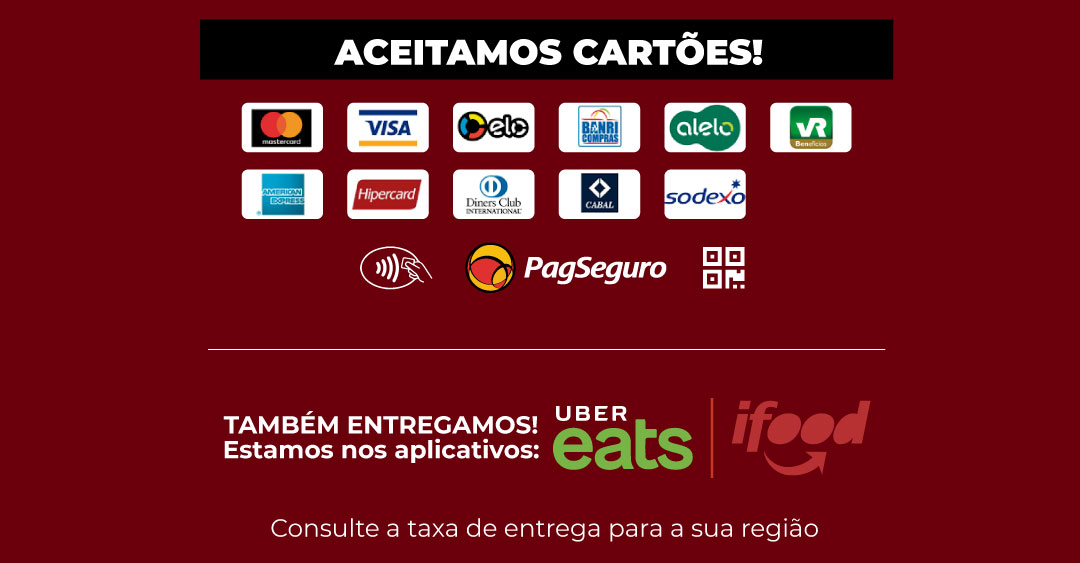 ACEITAMOS CARTÕES!
mastercard
VISA
elo
BANRI
COMPRAS
alelo
VR
Benefícios
AMERICAN
EXPRESS
Hipercard
Diners Club
INTERNATIONAL
CABAL
sodexo
PagSeguro
TAMBÉM ENTREGAMOS!
Estamos nos aplicativos:
UBER
eats
ifood
Consulte a taxa de entrega para a sua região